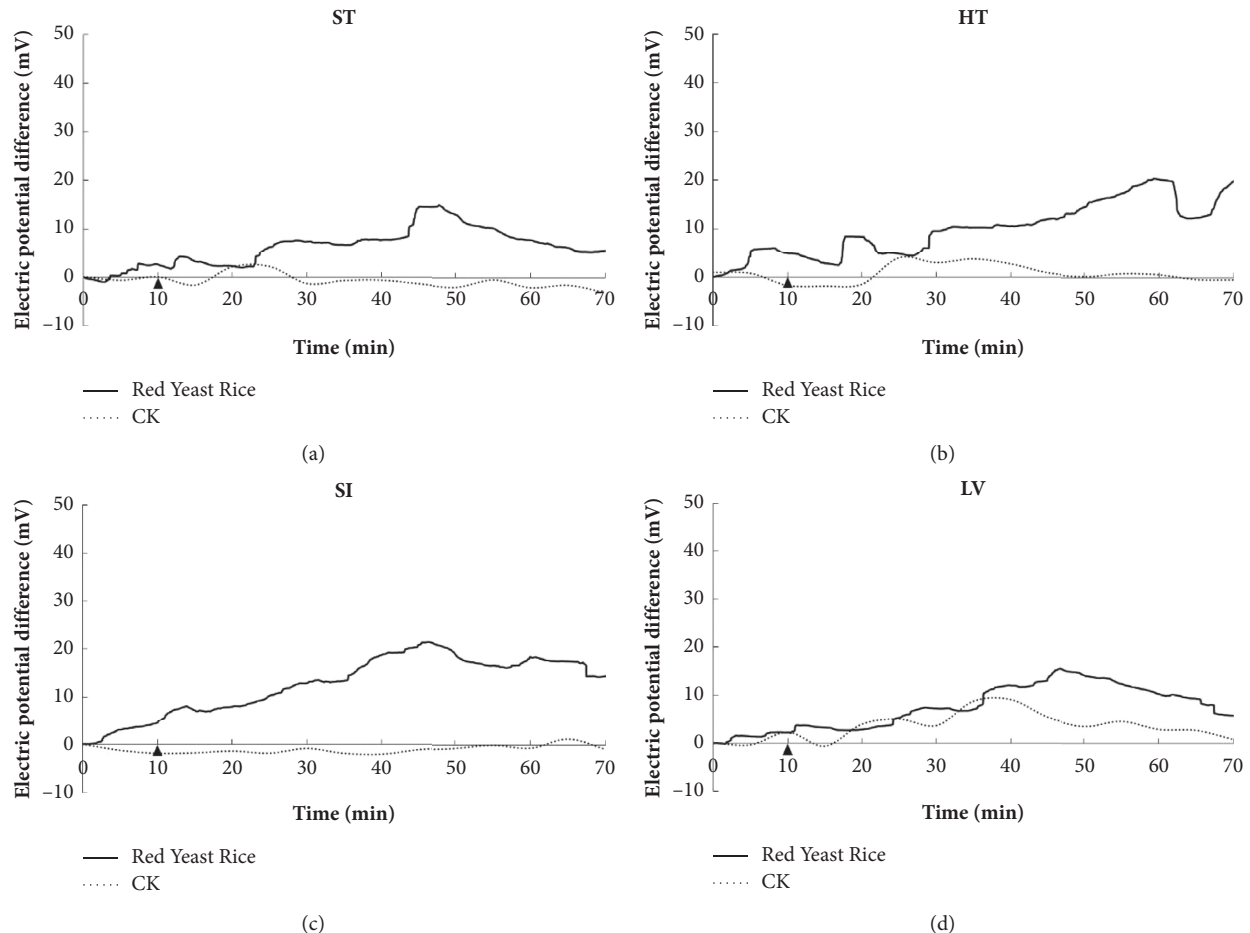 ST
50
40
30
20
10
0
−10
Electric potential difference (mV)
0 10 20 30 40 50 60 70
Time (min)
Red Yeast Rice
CK
(a)
HT
50
40
30
20
10
0
−10
Electric potential difference (mV)
0 10 20 30 40 50 60 70
Time (min)
Red Yeast Rice
CK
(b)
SI
50
40
30
20
10
0
−10
Electric potential difference (mV)
0 10 20 30 40 50 60 70
Time (min)
Red Yeast Rice
CK
(c)
LV
50
40
30
20
10
0
−10
Electric potential difference (mV)
0 10 20 30 40 50 60 70
Time (min)
Red Yeast Rice
CK
(d)